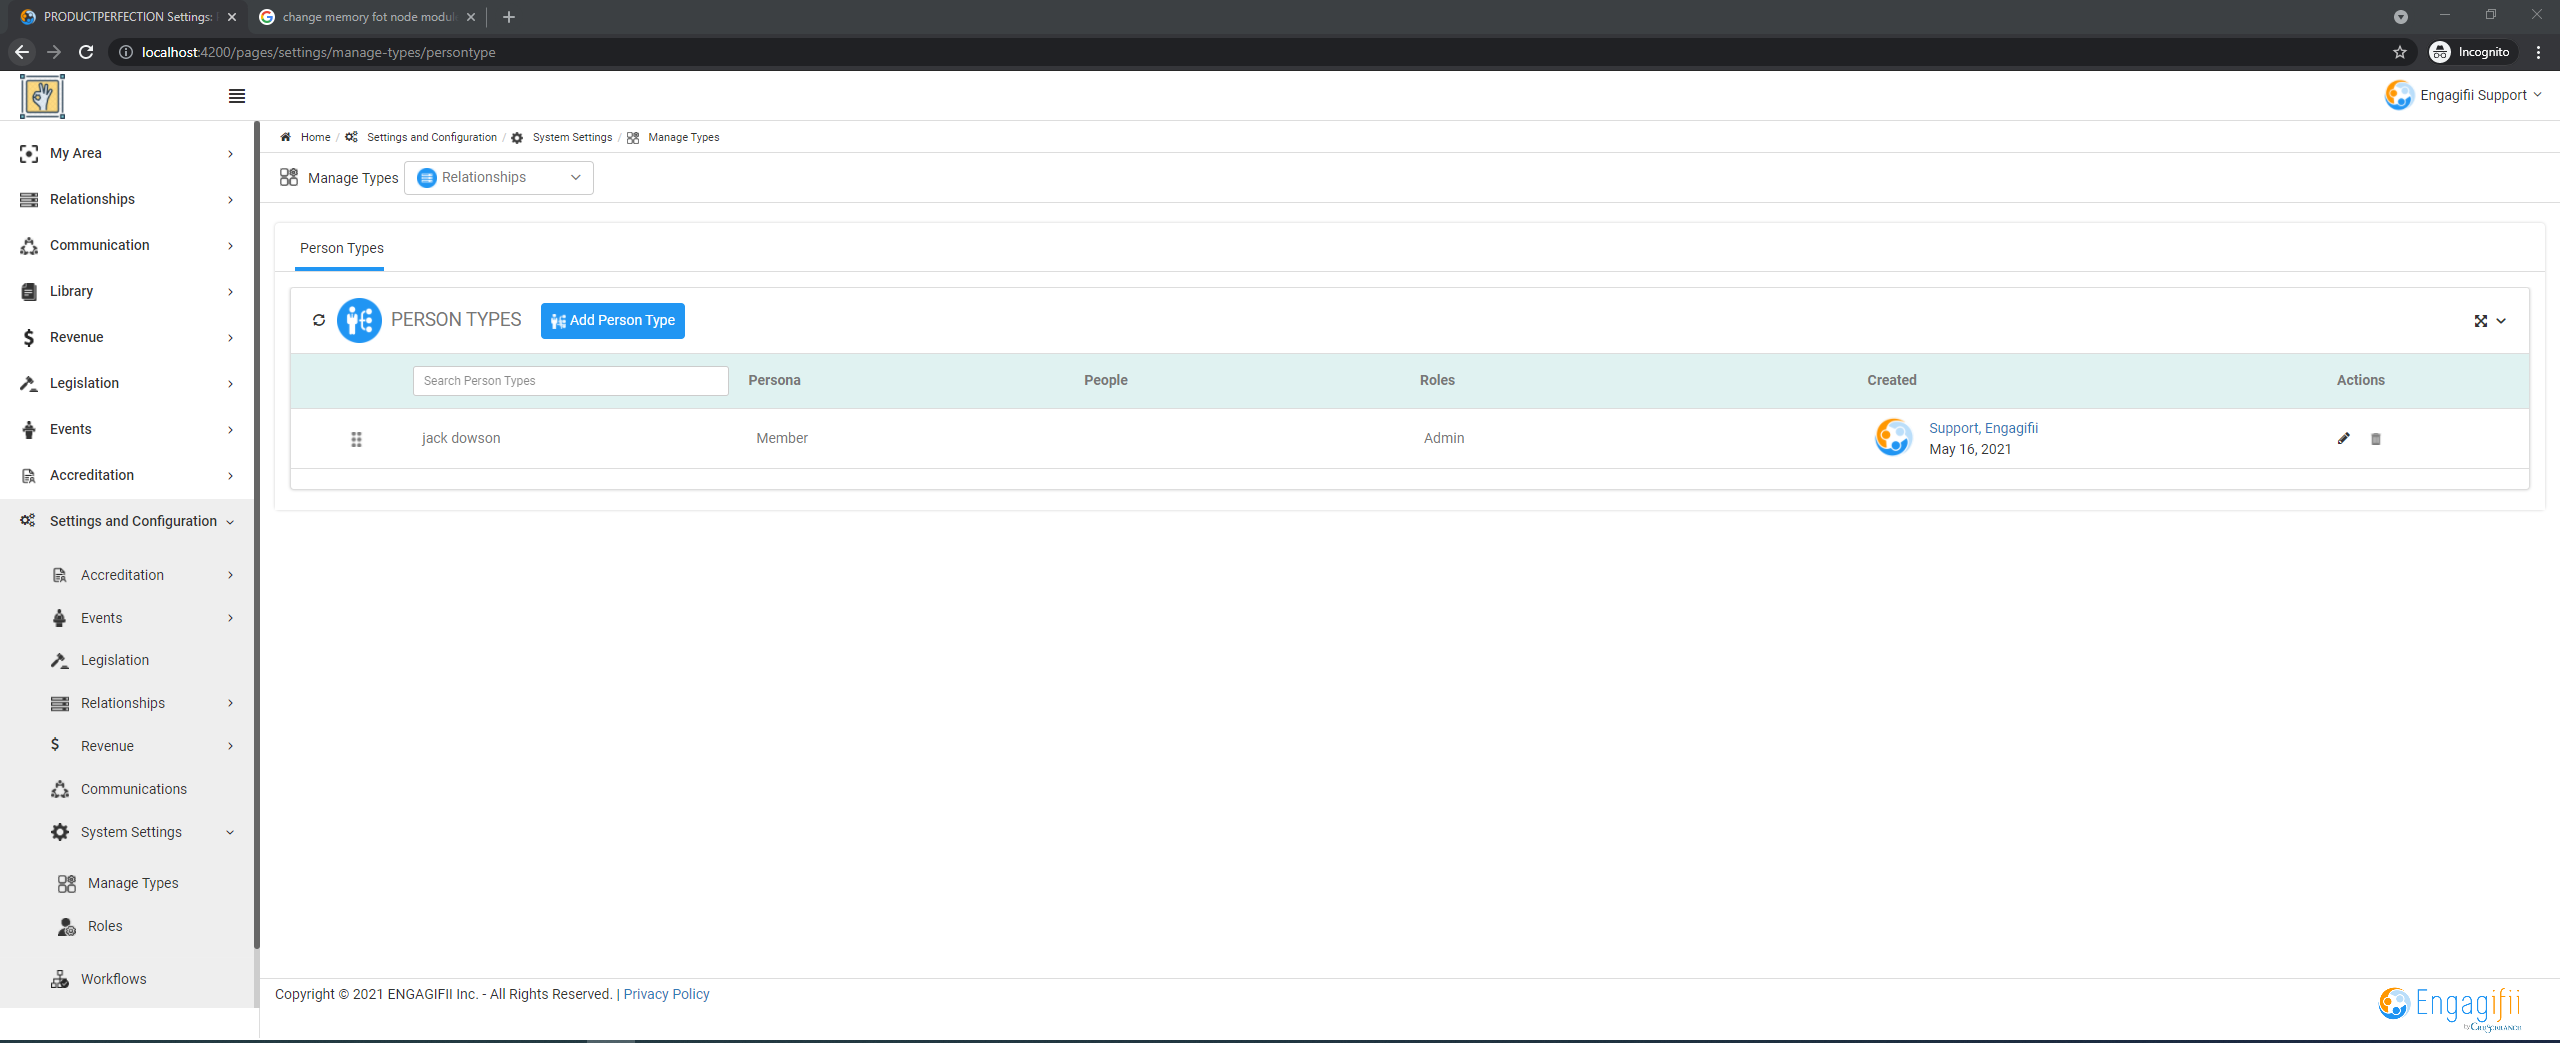 PRODUCTPERFECTION Settings:
change memory fot node modul
localhost:4200/pages/settings/manage-types/persontype
Incognito
Engagifii Support
My Area
Relationships
Communication
Library
Revenue
Legislation
Events
Accreditation
Settings and Configuration
Accreditation
Events
Legislation
Relationships
Revenue
Communications
System Settings
Manage Types
Roles
Workflows
Home / Settings and Configuration / System Settings / Manage Types
Manage Types Relationships
Person Types
PERSON TYPES Add Person Type
Search Person Types Persona People Roles Created Actions
jack dowson Member Admin Support, Engagifii
May 16, 2021
Copyright © 2021 ENGAGIFII Inc. - All Rights Reserved. | Privacy Policy
Engagifii